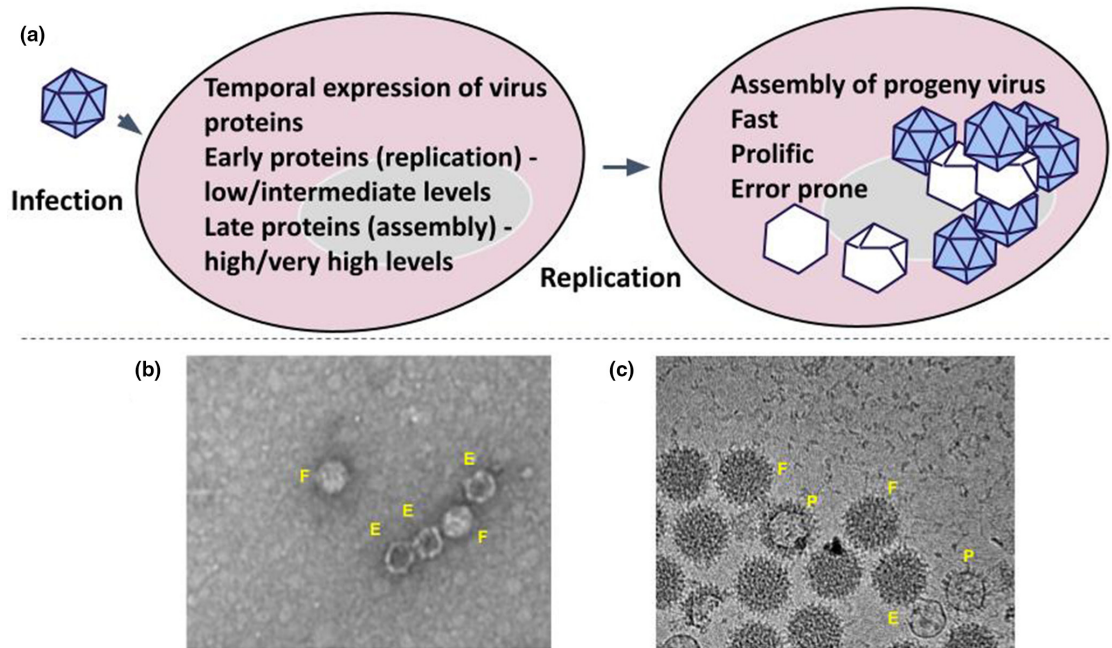 (a)
Infection
Temporal expression of virus
proteins
Early proteins (replication) -
low/intermediate levels
Late proteins (assembly) -
high/very high levels
Replication
Assembly of progeny virus
Fast
Prolific
Error prone
(b)
F
E
E
E
F
(c)
F
F
P
P
E